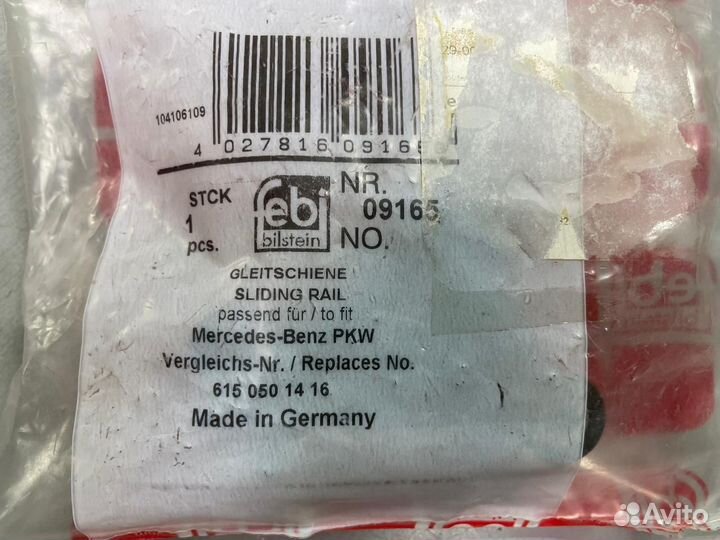 104106109
4 027816 09165
STCK
1
pcs.
febi
bilstein
NR.
09165
NO.
GLEITSCHIENE
SLIDING RAIL
passend für / to fit
Mercedes-Benz PKW
Vergleichs-Nr. / Replaces No.
615 050 14 16
Made in Germany
Avito